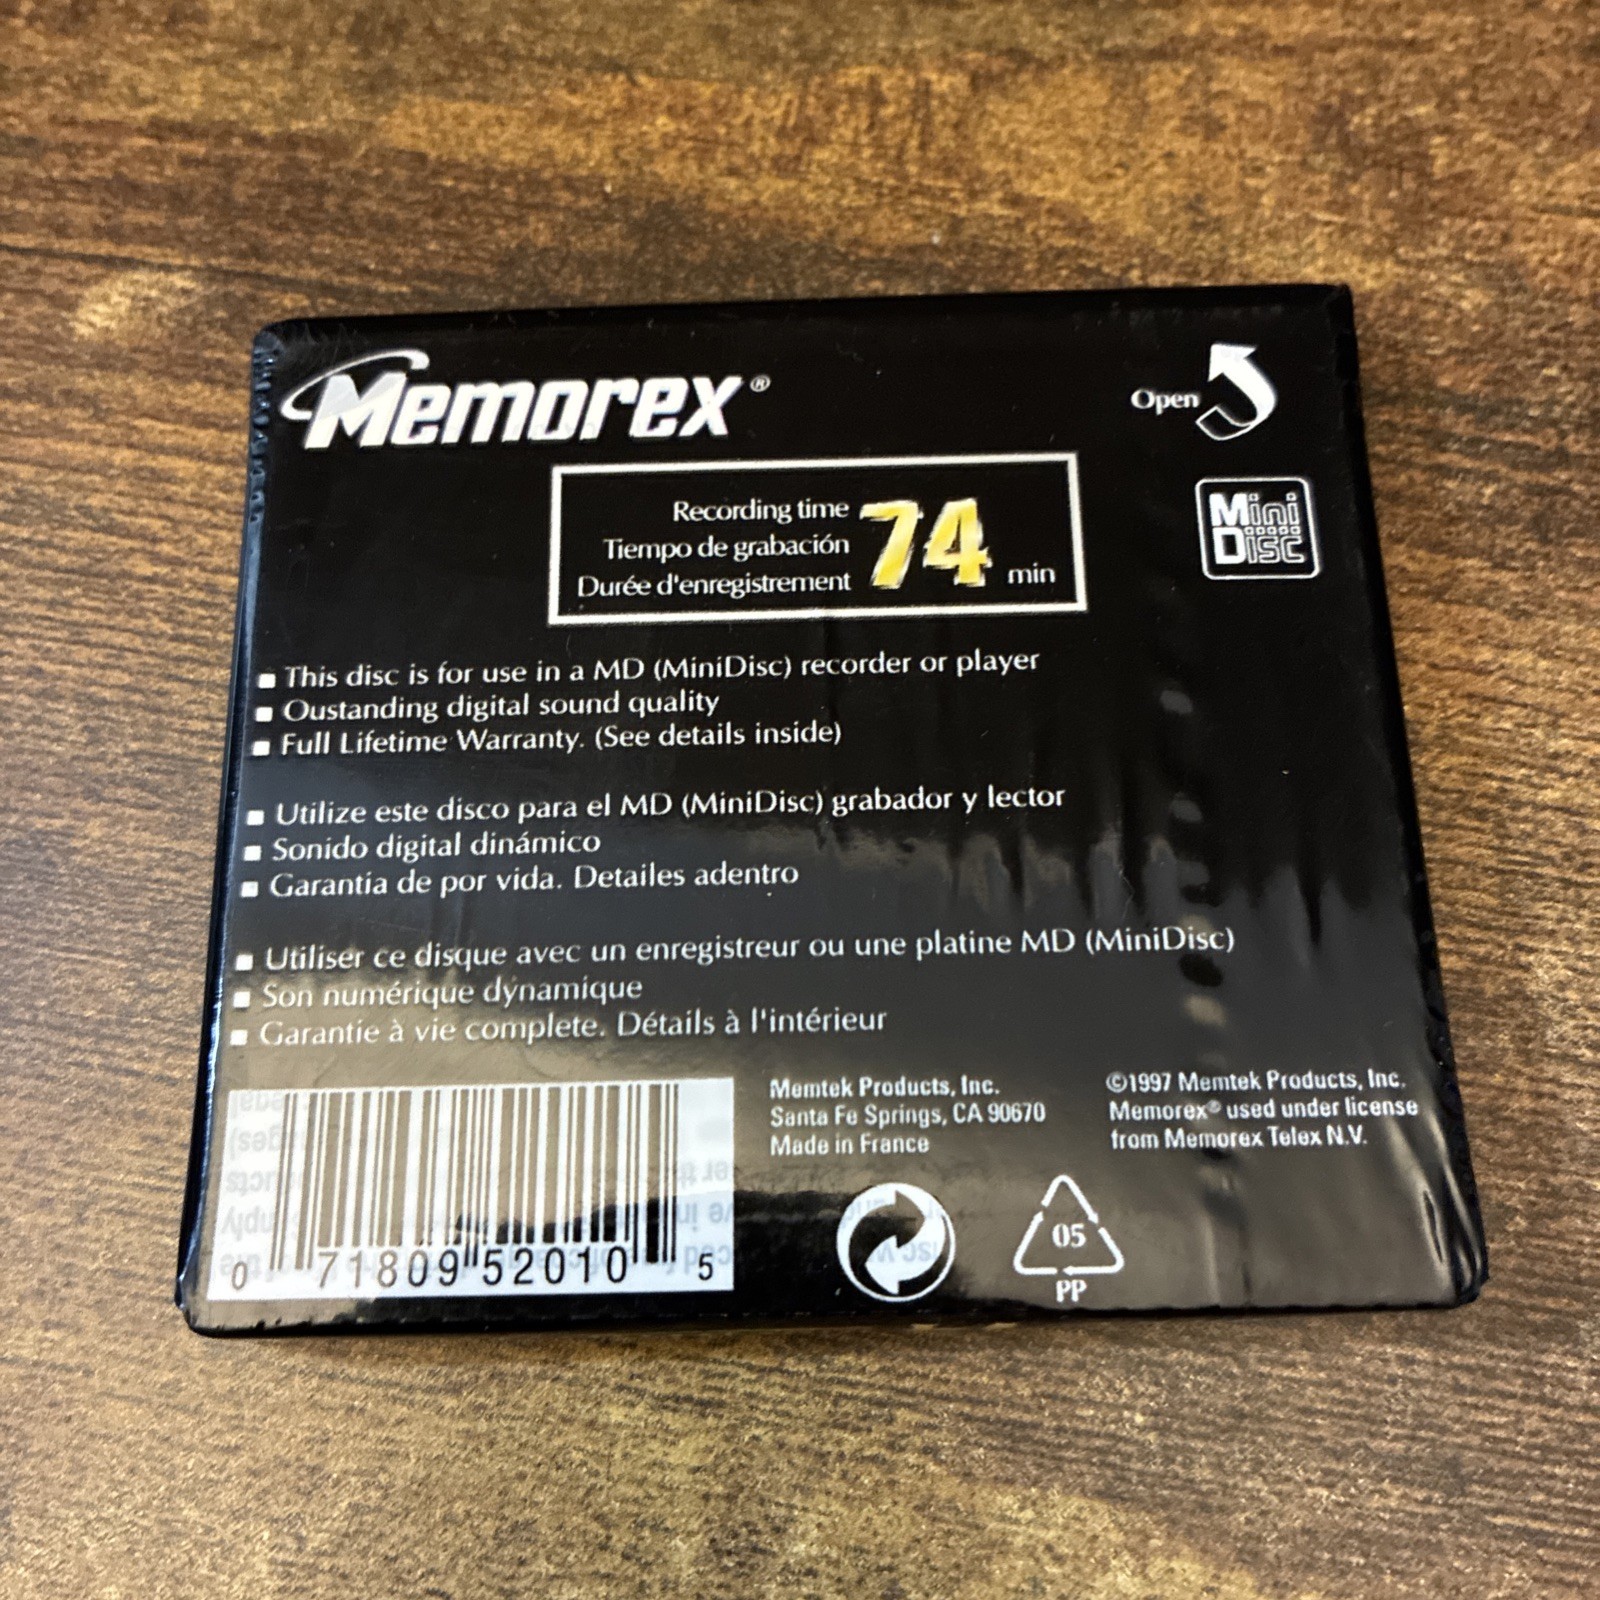 Memorex®
Open
Recording time
Tiempo de grabación
Durée d'enregistrement
74 min
Mini
Disc
This disc is for use in a MD (MiniDisc) recorder or player
Oustanding digital sound quality
Full Lifetime Warranty. (See details inside)
Utilize este disco para el MD (MiniDisc) grabador y lector
Sonido digital dinámico
Garantia de por vida. Detailes adentro
Utiliser ce disque avec un enregistreur ou une platine MD (MiniDisc)
Son numérique dynamique
Garantie à vie complete. Détails à l'intérieur
Memtek Products, Inc.
Santa Fe Springs, CA 90670
Made in France
©1997 Memtek Products, Inc.
Memorex® used under license
from Memorex Telex N.V.
0 71809 52010 5
05
PP